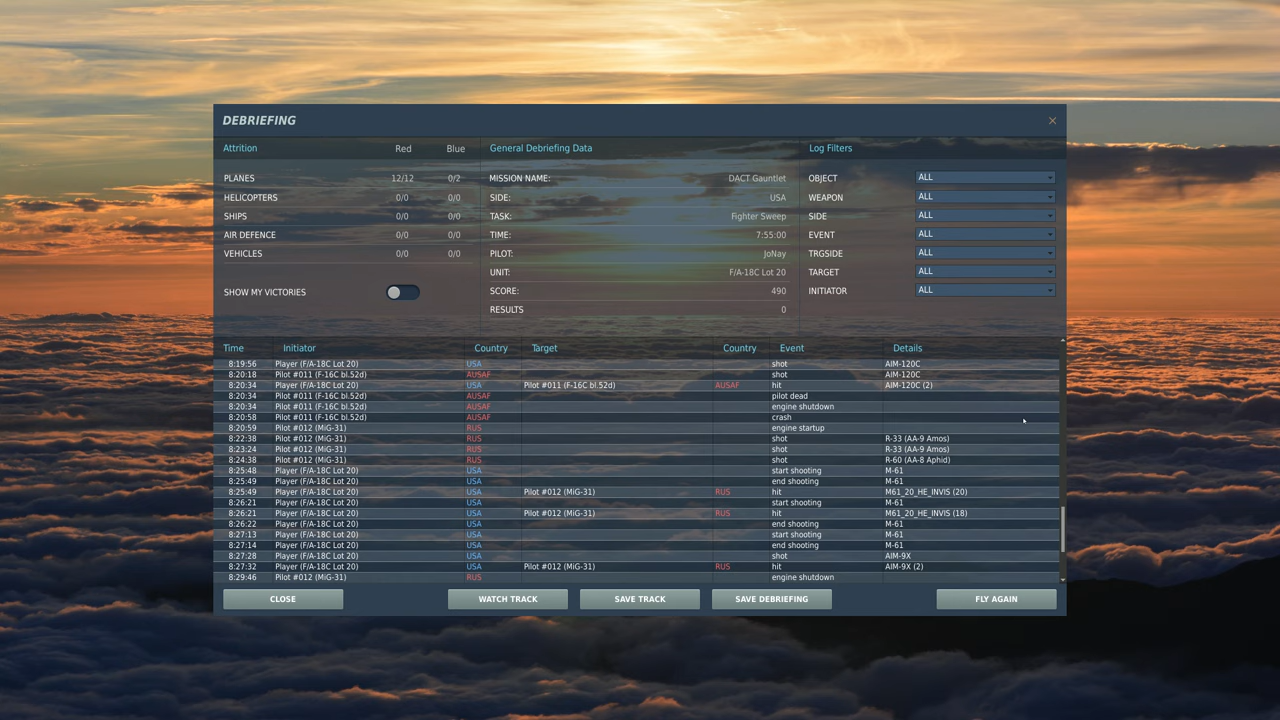 DEBRIEFING
Attrition Red Blue
PLANES 12/12 0/2
HELICOPTERS 0/0 0/0
SHIPS 0/0 0/0
AIR DEFENCE 0/0 0/0
VEHICLES 0/0 0/0
SHOW MY VICTORIES
General Debriefing Data
MISSION NAME: DACT Gauntlet
SIDE: USA
TASK: Fighter Sweep
TIME: 7:55:00
PILOT: JoNay
UNIT: F/A-18C Lot 20
SCORE: 490
RESULTS 0
Log Filters
OBJECT ALL
WEAPON ALL
SIDE ALL
EVENT ALL
TRGSIDE ALL
TARGET ALL
INITIATOR ALL
Time Initiator Country Target Country Event Details
8:19:56 Player (F/A-18C Lot 20) USA shot AIM-120C
8:20:18 Pilot #011 (F-16C bl.52d) AUSAF shot AIM-120C
8:20:34 Player (F/A-18C Lot 20) USA Pilot #011 (F-16C bl.52d) AUSAF hit AIM-120C (2)
8:20:34 Pilot #011 (F-16C bl.52d) AUSAF pilot dead
8:20:34 Pilot #011 (F-16C bl.52d) AUSAF engine shutdown
8:20:58 Pilot #011 (F-16C bl.52d) AUSAF crash
8:20:59 Pilot #012 (MiG-31) RUS engine startup
8:22:38 Pilot #012 (MiG-31) RUS shot R-33 (AA-9 Amos)
8:23:24 Pilot #012 (MiG-31) RUS shot R-33 (AA-9 Amos)
8:24:38 Pilot #012 (MiG-31) RUS shot R-60 (AA-8 Aphid)
8:25:48 Player (F/A-18C Lot 20) USA start shooting M-61
8:25:49 Player (F/A-18C Lot 20) USA end shooting M-61
8:25:49 Player (F/A-18C Lot 20) USA Pilot #012 (MiG-31) RUS hit M61_20_HE_INVIS (20)
8:26:21 Player (F/A-18C Lot 20) USA start shooting M-61
8:26:21 Player (F/A-18C Lot 20) USA Pilot #012 (MiG-31) RUS hit M61_20_HE_INVIS (18)
8:26:22 Player (F/A-18C Lot 20) USA end shooting M-61
8:27:13 Player (F/A-18C Lot 20) USA start shooting M-61
8:27:14 Player (F/A-18C Lot 20) USA end shooting M-61
8:27:28 Player (F/A-18C Lot 20) USA shot AIM-9X
8:27:32 Player (F/A-18C Lot 20) USA Pilot #012 (MiG-31) RUS hit AIM-9X (2)
8:29:46 Pilot #012 (MiG-31) RUS engine shutdown
CLOSE WATCH TRACK SAVE TRACK SAVE DEBRIEFING FLY AGAIN